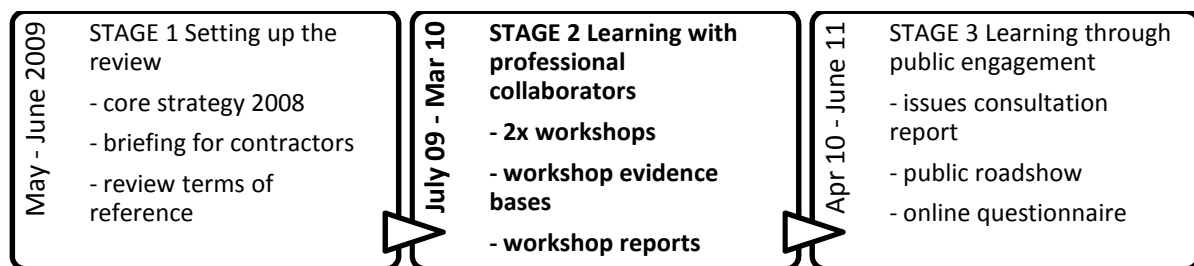 May - June 2009
STAGE 1 Setting up the
review
- core strategy 2008
- briefing for contractors
- review terms of
reference
July 09 - Mar 10
STAGE 2 Learning with
professional
collaborators
- 2x workshops
- workshop evidence
bases
- workshop reports
Apr 10 - June 11
STAGE 3 Learning through
public engagement
- issues consultation
report
- public roadshow
- online questionnaire